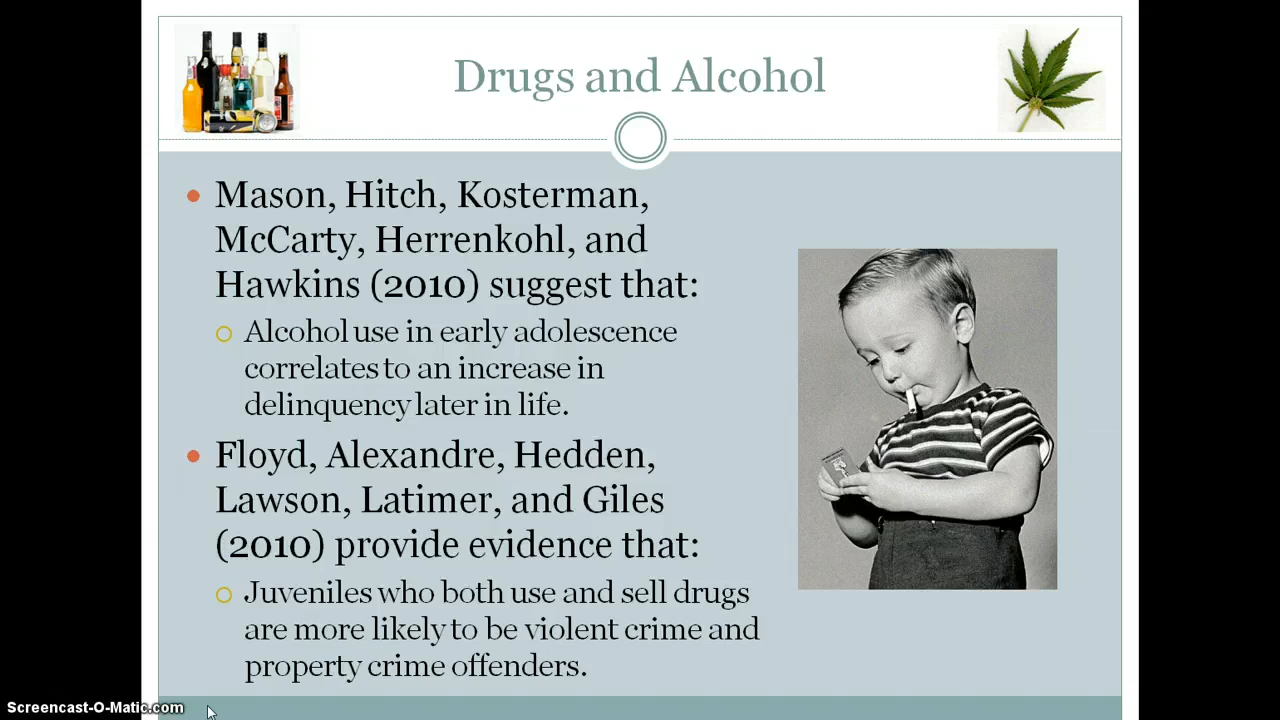 Drugs and Alcohol
Mason, Hitch, Kosterman,
McCarty, Herrenkohl, and
Hawkins (2010) suggest that:
Alcohol use in early adolescence
correlates to an increase in
delinquency later in life.
Floyd, Alexandre, Hedden,
Lawson, Latimer, and Giles
(2010) provide evidence that:
Juveniles who both use and sell drugs
are more likely to be violent crime and
property crime offenders.
Screencast-O-Matic.com